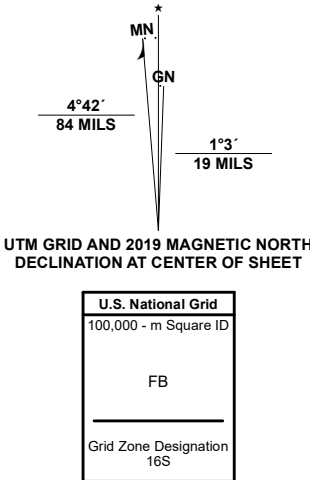 MN
GN
4°42´
84 MILS
1°3´
19 MILS
UTM GRID AND 2019 MAGNETIC NORTH
DECLINATION AT CENTER OF SHEET
U.S. National Grid
100,000 - m Square ID
FB
Grid Zone Designation
16S